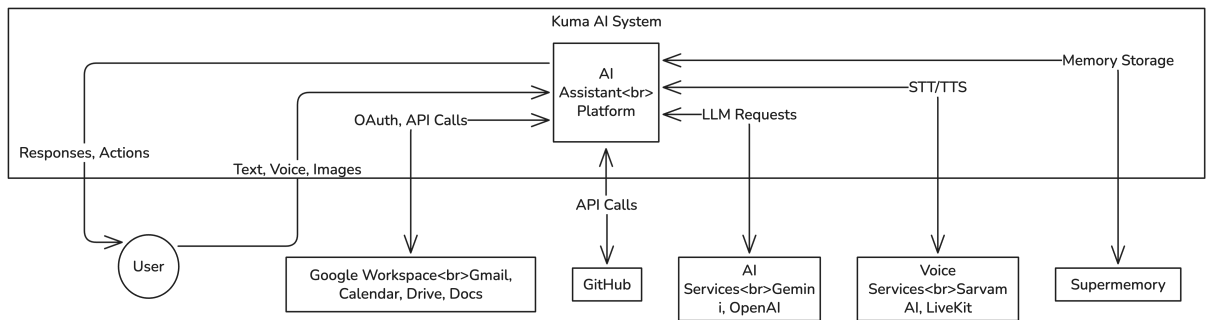 Kuma AI System
AI
Assistant<br>
Platform
Memory Storage
STT/TTS
LLM Requests
OAuth, API Calls
Responses, Actions
Text, Voice, Images
API Calls
User
Google Workspace<br>Gmail,
Calendar, Drive, Docs
GitHub
AI
Services<br>Gemin
i, OpenAI
Voice
Services<br>Sarvam
AI, LiveKit
Supermemory